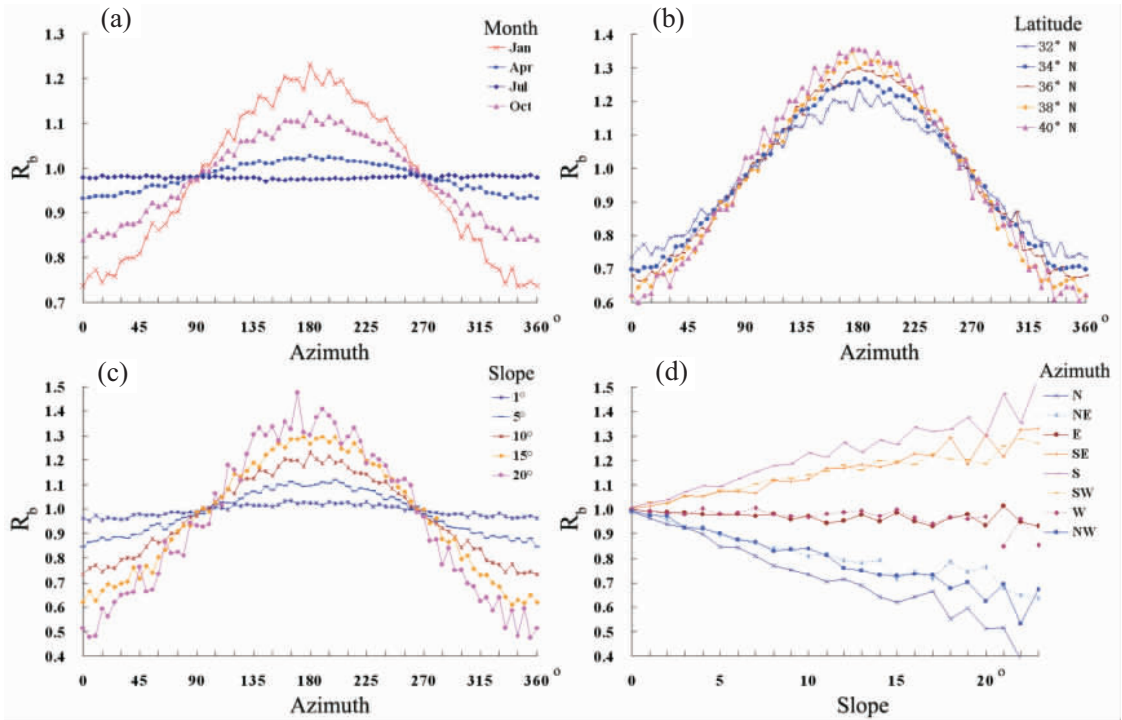 (a)
Month
Jan
Apr
Jul
Oct
1.3
1.2
1.1
1.0
0.9
0.8
0.7
R_b
0 45 90 135 180 225 270 315 360 °
Azimuth
(b)
Latitude
32° N
34° N
36° N
38° N
40° N
1.4
1.3
1.2
1.1
1.0
0.9
0.8
0.7
0.6
R_b
0 45 90 135 180 225 270 315 360 °
Azimuth
(c)
Slope
1°
5°
10°
15°
20°
1.5
1.4
1.3
1.2
1.1
1.0
0.9
0.8
0.7
0.6
0.5
0.4
R_b
0 45 90 135 180 225 270 315 360 °
Azimuth
(d)
Azimuth
N
NE
E
SE
S
SW
W
NW
1.5
1.4
1.3
1.2
1.1
1.0
0.9
0.8
0.7
0.6
0.5
0.4
R_b
0 5 10 15 20 °
Slope